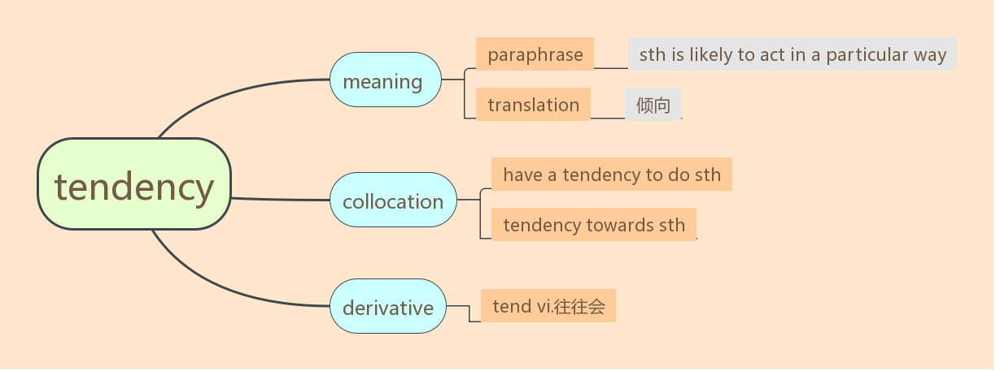 tendency
meaning
paraphrase
sth is likely to act in a particular way
translation
倾向
collocation
have a tendency to do sth
tendency towards sth
derivative
tend vi.往往会